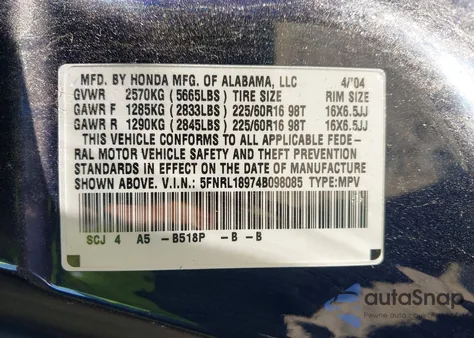 MFD. BY HONDA MFG. OF ALABAMA, LLC 4/'04
GVWR 2570KG (5665LBS) TIRE SIZE RIM SIZE
GAWR F 1285KG (2833LBS) 225/60R16 98T 16X6.5JJ
GAWR R 1290KG (2845LBS) 225/60R16 98T 16X6.5JJ
THIS VEHICLE CONFORMS TO ALL APPLICABLE FEDE-
RAL MOTOR VEHICLE SAFETY AND THEFT PREVENTION
STANDARDS IN EFFECT ON THE DATE OF MANUFACTURE
SHOWN ABOVE. V.I.N.: 5FNRL18974B098085 TYPE:MPV
SCJ 4 A5 -B518P -B -B
autoSnap
Pewne auto z